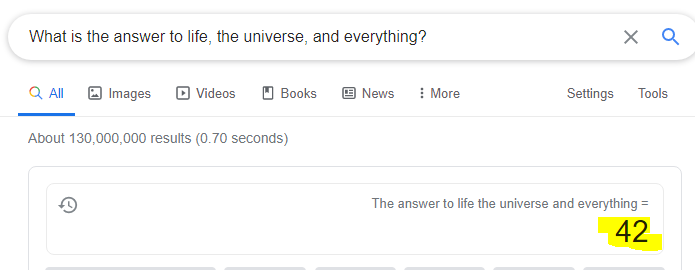 What is the answer to life, the universe, and everything?
All Images Videos Books News More Settings Tools
About 130,000,000 results (0.70 seconds)
The answer to life the universe and everything =
42